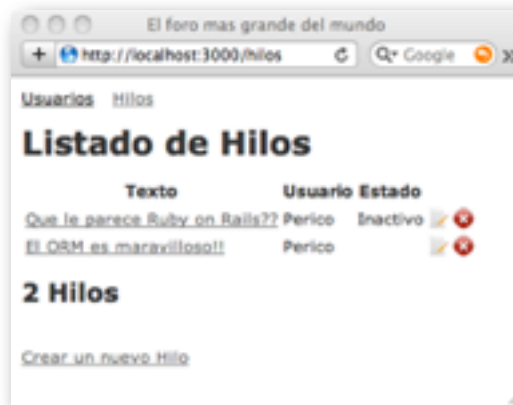 El foro mas grande del mundo
http://localhost:3000/hilos Google
Usuarios Hilos
Listado de Hilos
Texto Usuario Estado
Que le parece Ruby on Rails?? Perico Inactivo
El ORM es maravilloso!! Perico
2 Hilos
Crear un nuevo Hilo